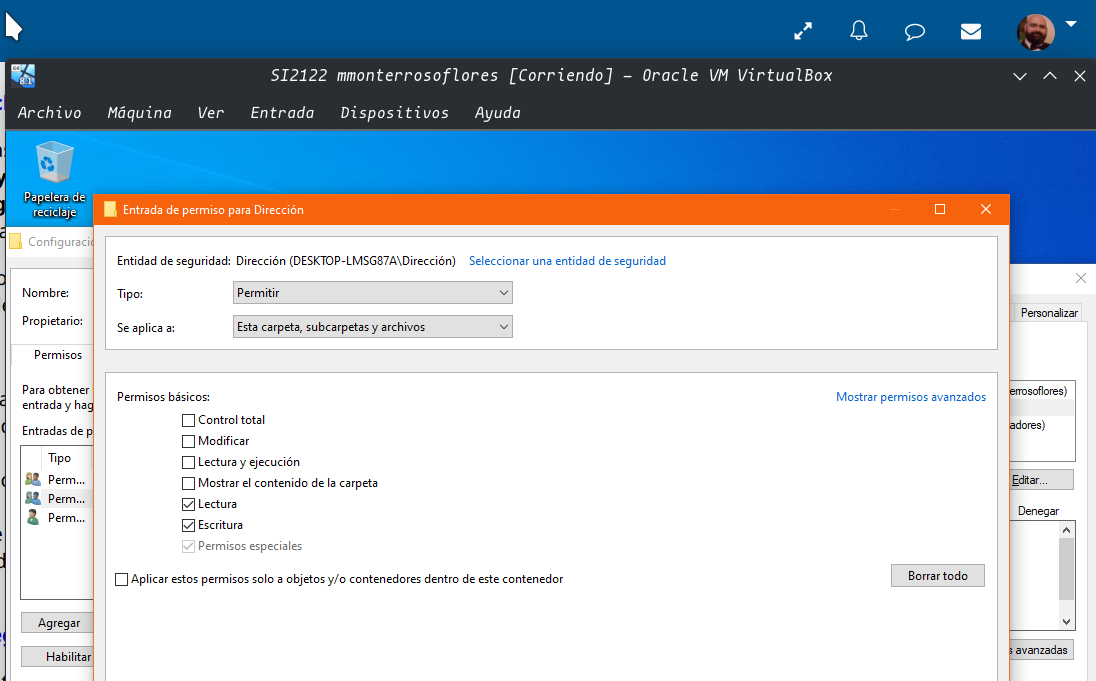 SI2122 mmonterrosoflores [Corriendo] – Oracle VM VirtualBox
Archivo Máquina Ver Entrada Dispositivos Ayuda
Papelera de
reciclaje
Entrada de permiso para Dirección
Configuració
Entidad de seguridad: Dirección (DESKTOP-LMSG87A\Dirección) Seleccionar una entidad de seguridad
Nombre:
Tipo: Permitir
Propietario:
Se aplica a: Esta carpeta, subcarpetas y archivos
Personalizar
Permisos
Para obtener
entrada y hag
Permisos básicos: Mostrar permisos avanzados
errosoflores)
Control total
adores)
Entradas de p
Modificar
Tipo
Lectura y ejecución
Perm...
Mostrar el contenido de la carpeta
Editar...
Perm...
Lectura
Denegar
Perm...
Escritura
Permisos especiales
Aplicar estos permisos solo a objetos y/o contenedores dentro de este contenedor
Borrar todo
Agregar
Habilitar
s avanzadas